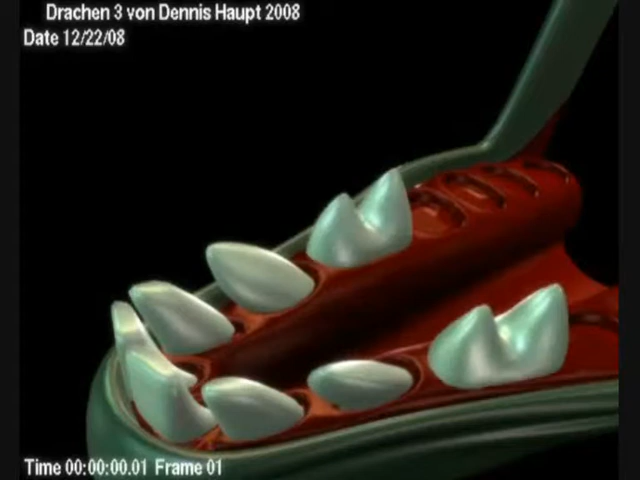 Drachen 3 von Dennis Haupt 2008
Date 12/22/08
Time 00:00:00.01 Frame 01